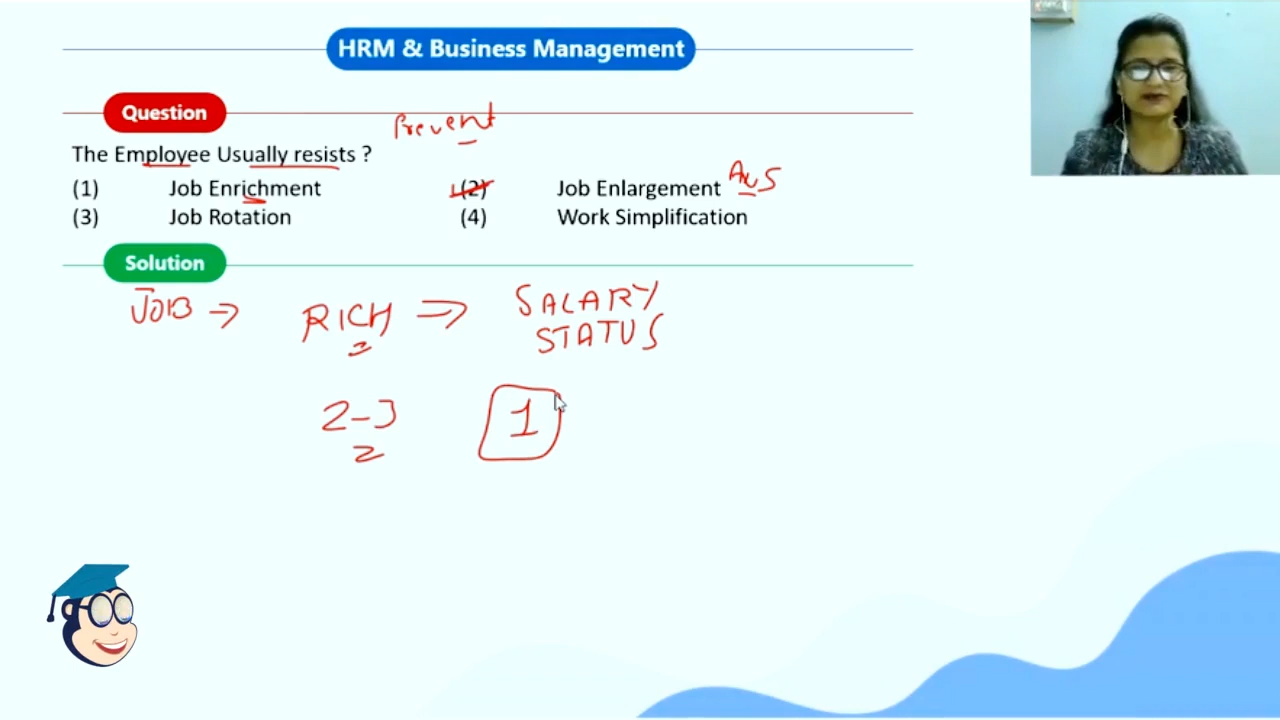 HRM & Business Management
Question
Prevent
The Employee Usually resists ?
(1) Job Enrichment (2) Job Enlargement Ans
(3) Job Rotation (4) Work Simplification
Solution
JOB → RICH ⇒ SALARY
STATUS
2-3 1